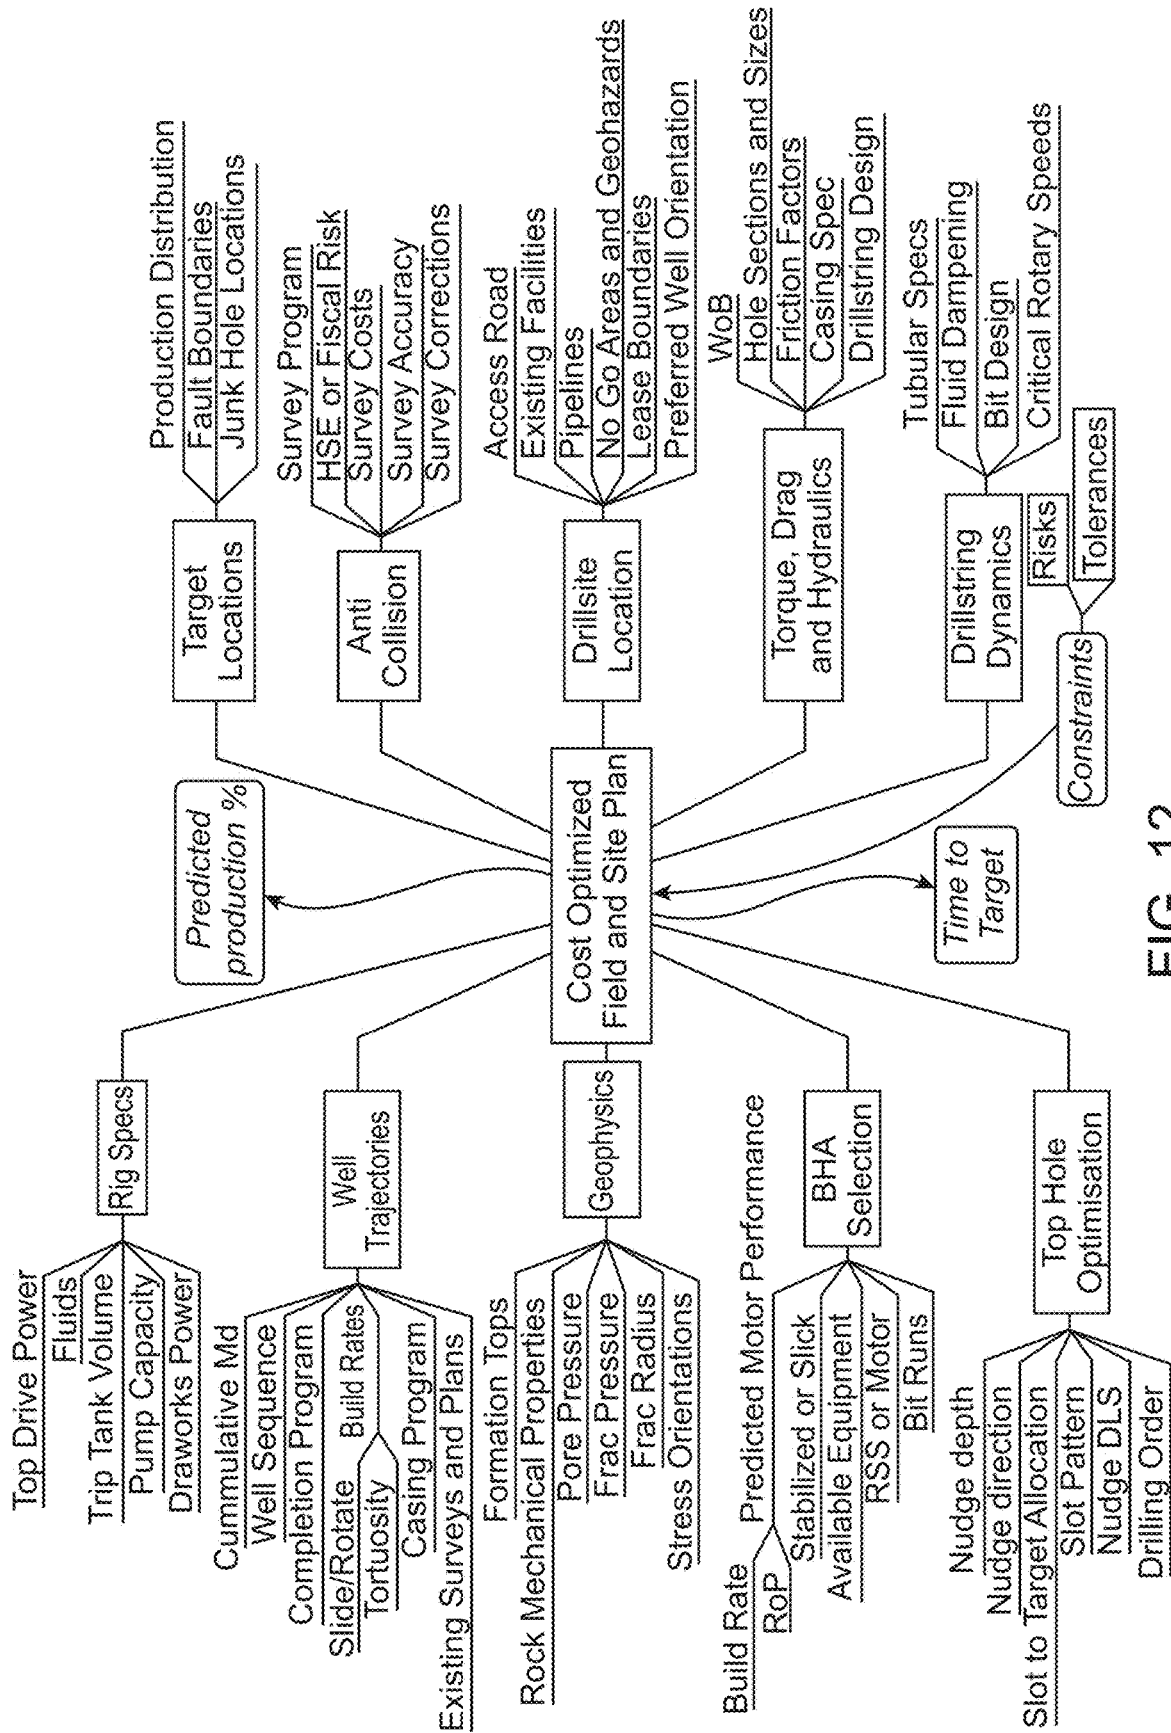 Top Drive Power
Fluids
Trip Tank Volume
Pump Capacity
Draworks Power
Rig Specs
Cummulative Md
Well Sequence
Completion Program
Slide/Rotate
Tortuosity
Build Rates
Casing Program
Existing Surveys and Plans
Well
Trajectories
Formation Tops
Rock Mechanical Properties
Pore Pressure
Frac Pressure
Frac Radius
Stress Orientations
Geophysics
Build Rate
RoP
Predicted Motor Performance
Stabilized or Slick
Available Equipment
RSS or Motor
Bit Runs
BHA
Selection
Nudge depth
Nudge direction
Slot to Target Allocation
Slot Pattern
Nudge DLS
Drilling Order
Top Hole
Optimisation
Predicted
production %
Cost Optimized
Field and Site Plan
Time to
Target
Target
Locations
Production Distribution
Fault Boundaries
Junk Hole Locations
Anti
Collision
Survey Program
HSE or Fiscal Risk
Survey Costs
Survey Accuracy
Survey Corrections
Drillsite
Location
Access Road
Existing Facilities
Pipelines
No Go Areas and Geohazards
Lease Boundaries
Preferred Well Orientation
Torque, Drag
and Hydraulics
WoB
Hole Sections and Sizes
Friction Factors
Casing Spec
Drillstring Design
Drillstring
Dynamics
Tubular Specs
Fluid Dampening
Bit Design
Critical Rotary Speeds
Constraints
Risks
Tolerances
FIG. 12